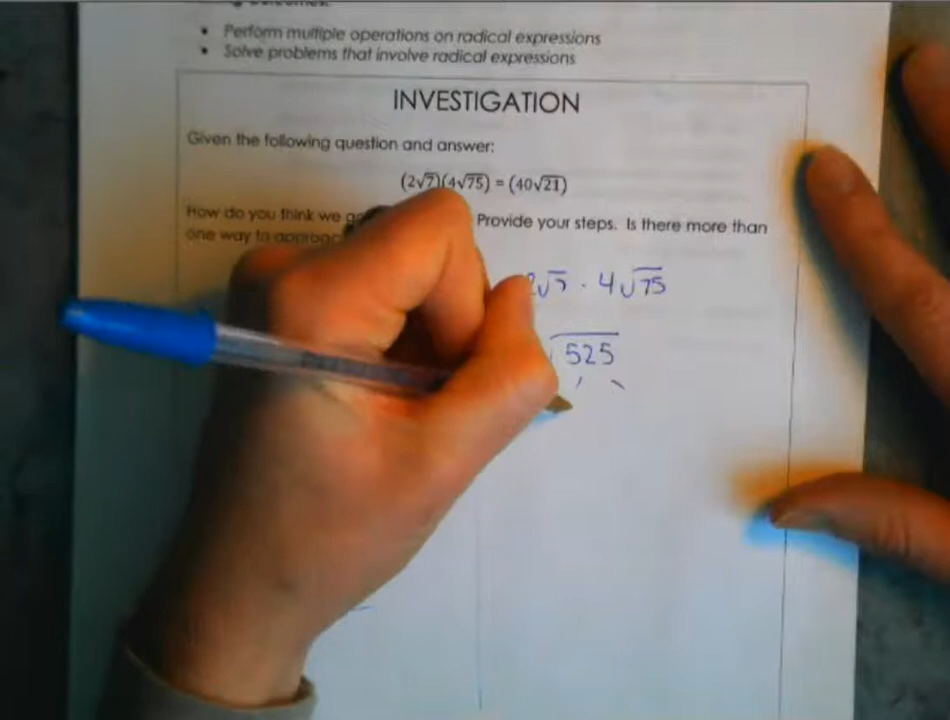 • Perform multiple operations on radical expressions
• Solve problems that involve radical expressions
INVESTIGATION
Given the following question and answer:
(2√7)(4√75) = (40√21)
How do you think we Provide your steps. Is there more than
one way to
2√7 · 4√75
√525